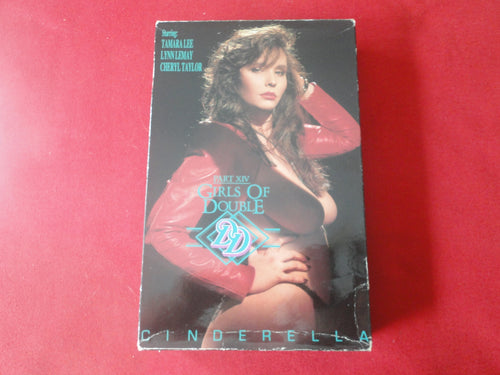 Starring:
TAMARA LEE
LYNN LEMAY
CHERYL TAYLOR
PART XIV
GIRLS OF
DOUBLE
DD
CINDERELLA